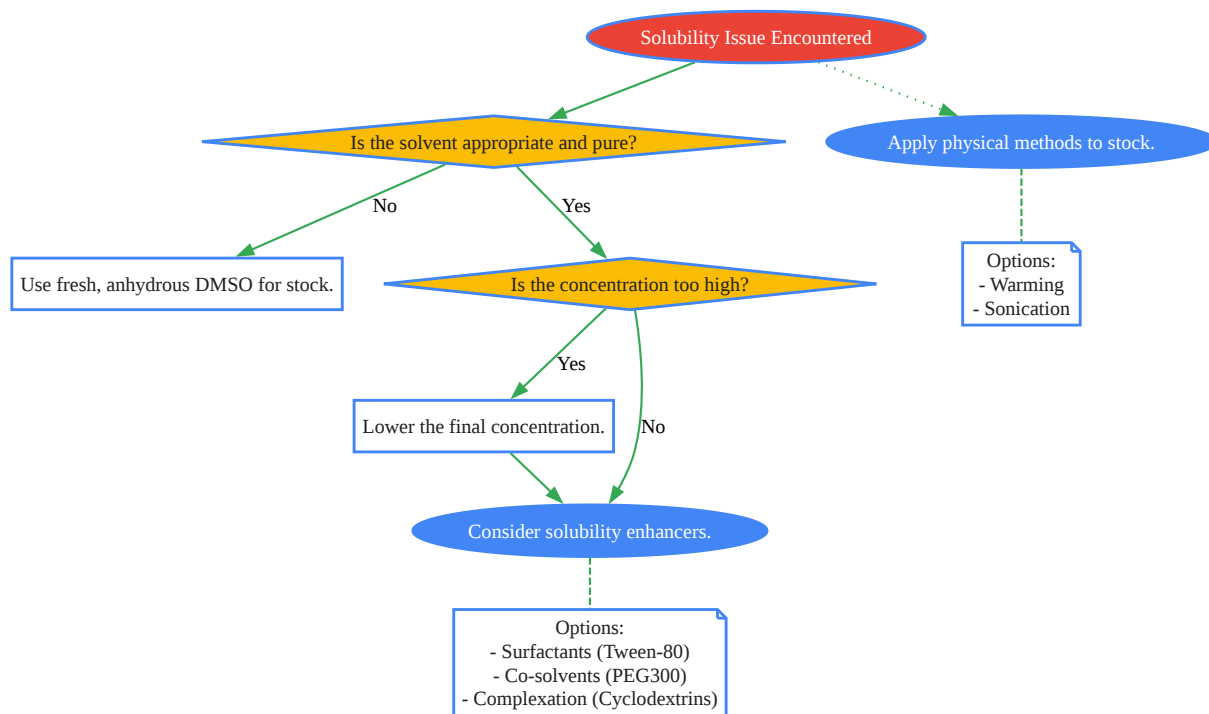 Solubility Issue Encountered
Is the solvent appropriate and pure?
Apply physical methods to stock.
No
Yes
Use fresh, anhydrous DMSO for stock.
Is the concentration too high?
Options:
- Warming
- Sonication
Yes
No
Lower the final concentration.
Consider solubility enhancers.
Options:
- Surfactants (Tween-80)
- Co-solvents (PEG300)
- Complexation (Cyclodextrins)